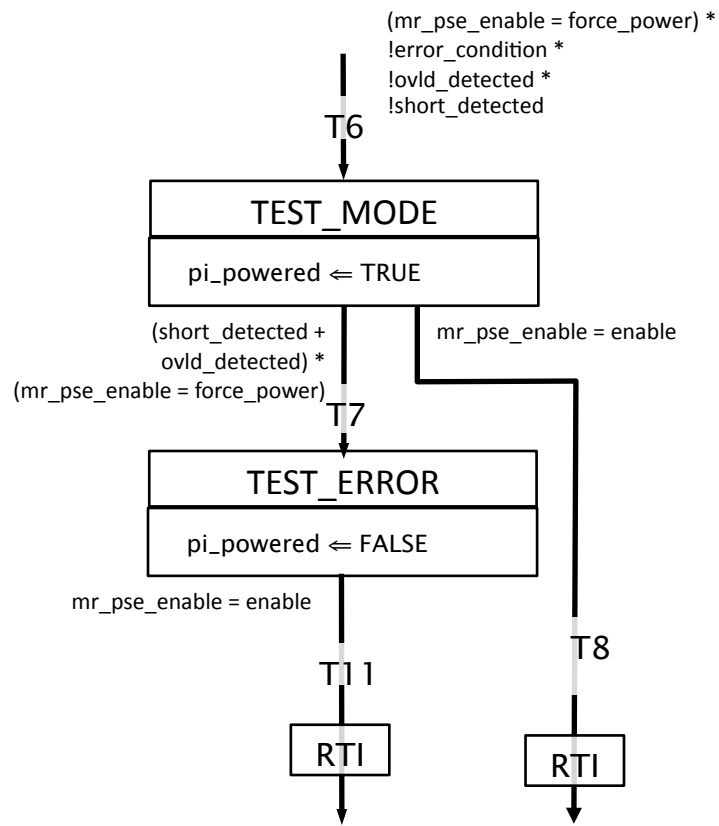 (mr_pse_enable = force_power) *
!error_condition *
!ovld_detected *
!short_detected
T6
TEST_MODE
pi_powered ⇐ TRUE
(short_detected +
ovld_detected) *
(mr_pse_enable = force_power)
mr_pse_enable = enable
T7
TEST_ERROR
pi_powered ⇐ FALSE
mr_pse_enable = enable
T8
T11
RTI
RTI